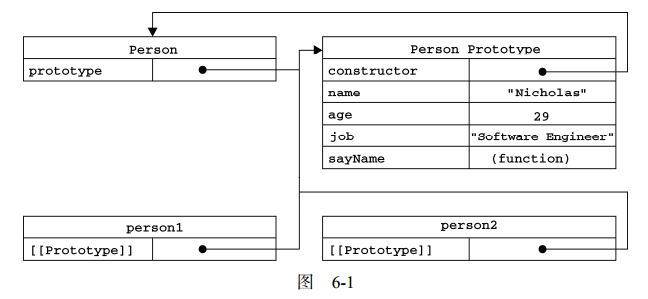 Person
prototype
Person Prototype
constructor
name "Nicholas"
age 29
job "Software Engineer"
sayName (function)
person1
[[Prototype]]
person2
[[Prototype]]
图 6-1